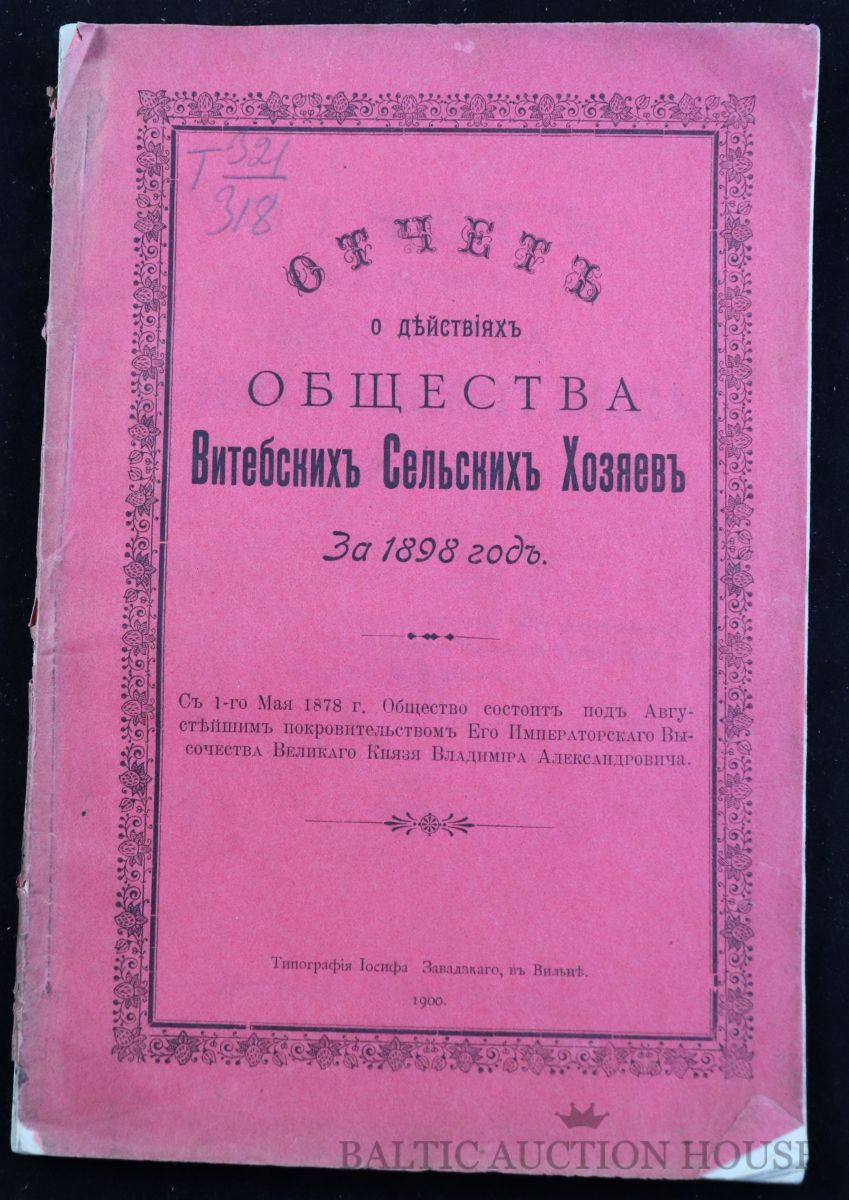 Т 321
318
ОТЧЕТЪ
О ДѢЙСТВІЯХЪ
ОБЩЕСТВА
Витебскихъ Сельскихъ Хозяевъ
За 1898 годъ.
Съ 1-го Мая 1878 г. Общество состоитъ подъ Авгу-
стѣйшимъ покровительствомъ Его Императорскаго Вы-
сочества Великаго Князя Владиміра Александровича.
Типографія Іосифа Завадзкаго, въ Вильнѣ.
1900.
BALTIC AUCTION HOUSE